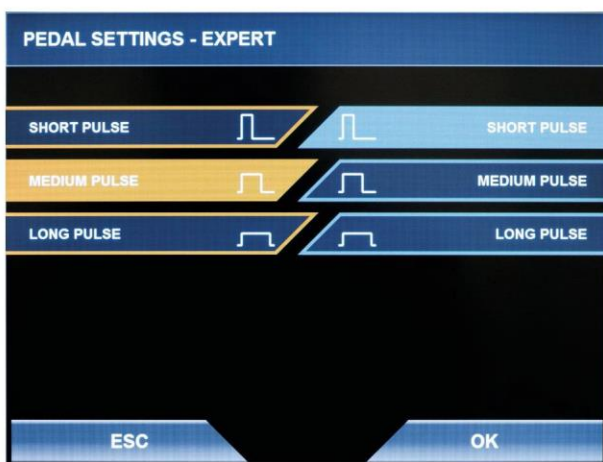 PEDAL SETTINGS - EXPERT
SHORT PULSE SHORT PULSE
MEDIUM PULSE MEDIUM PULSE
LONG PULSE LONG PULSE
ESC OK